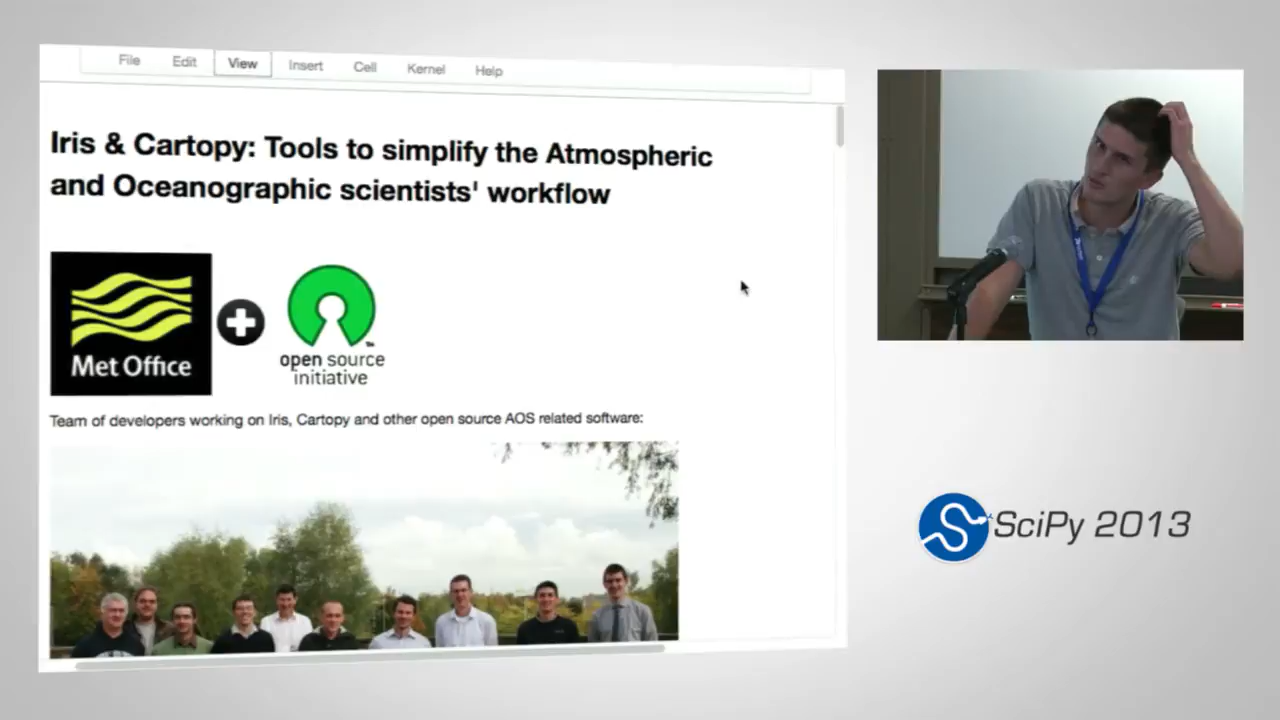 File Edit View Insert Cell Kernel Help
Iris & Cartopy: Tools to simplify the Atmospheric
and Oceanographic scientists' workflow
Met Office
open source
initiative
TM
Team of developers working on Iris, Cartopy and other open source AOS related software:
SciPy 2013